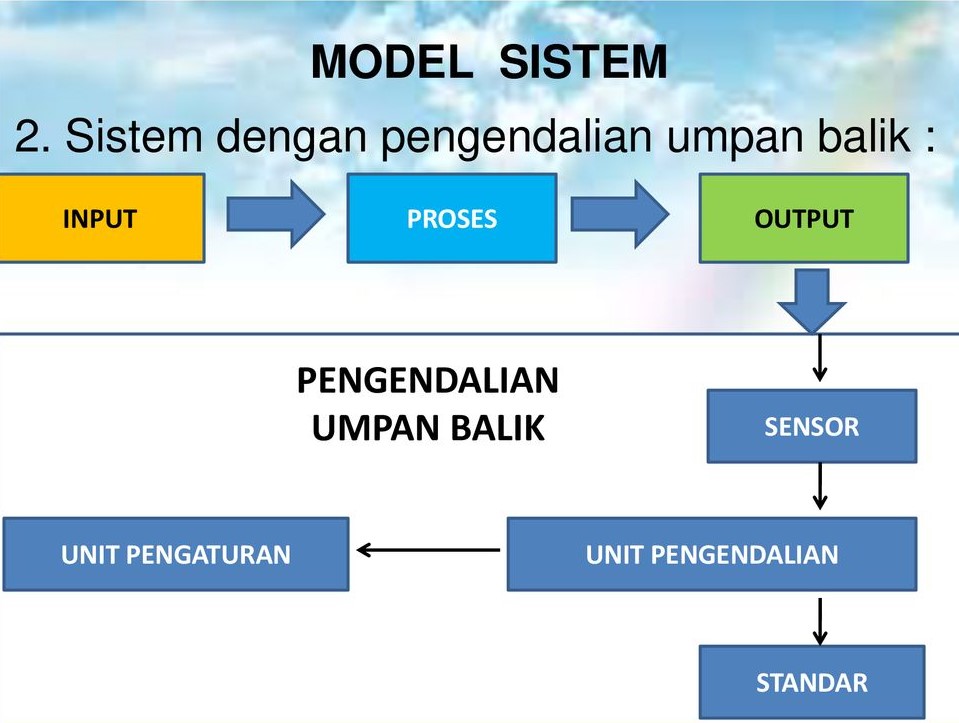 MODEL SISTEM
2. Sistem dengan pengendalian umpan balik :
INPUT
PROSES
OUTPUT
PENGENDALIAN
UMPAN BALIK
SENSOR
UNIT PENGATURAN
UNIT PENGENDALIAN
STANDAR